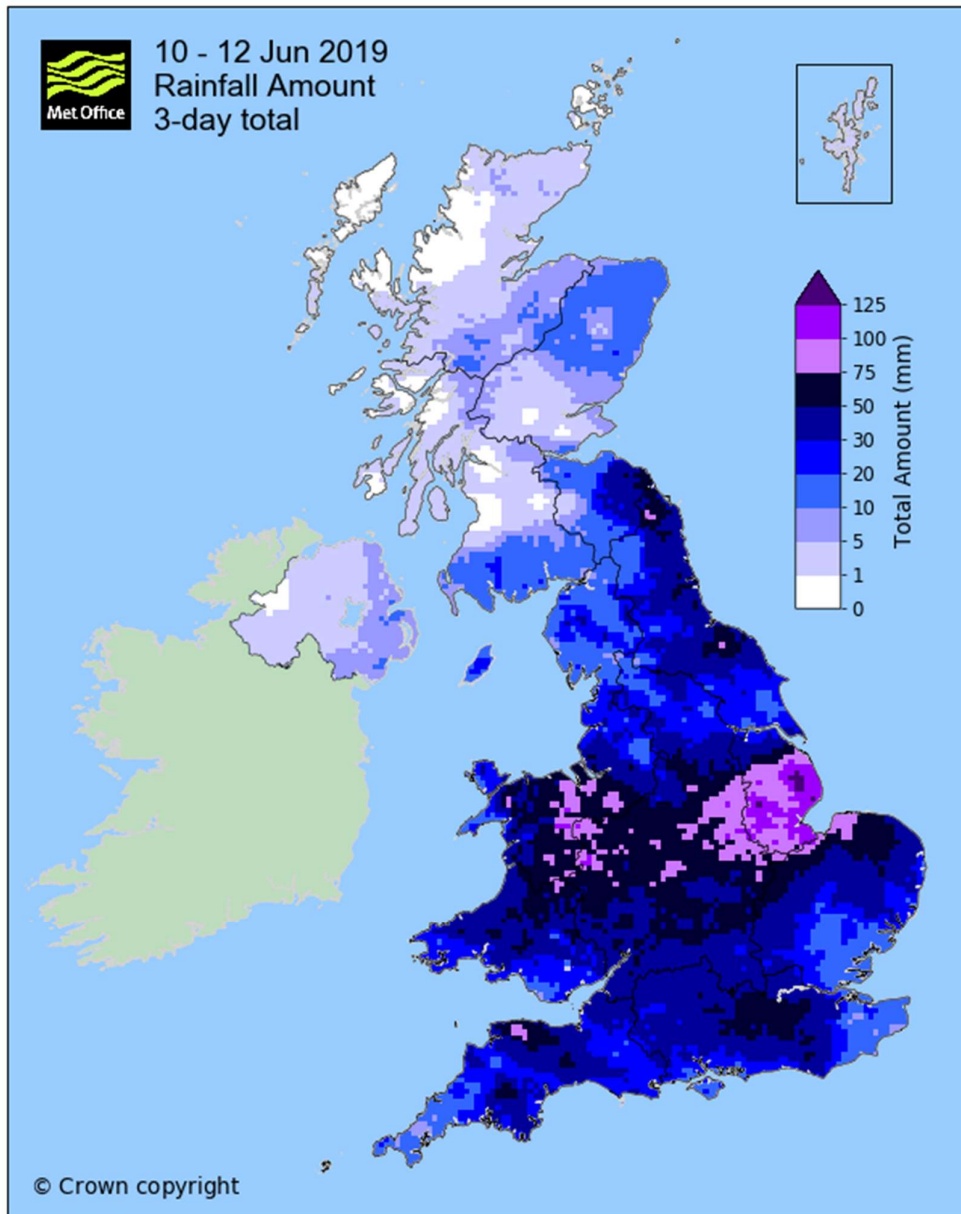 Met Office
10 - 12 Jun 2019
Rainfall Amount
3-day total
125
100
75
50
30
20
10
5
1
0
Total Amount (mm)
© Crown copyright